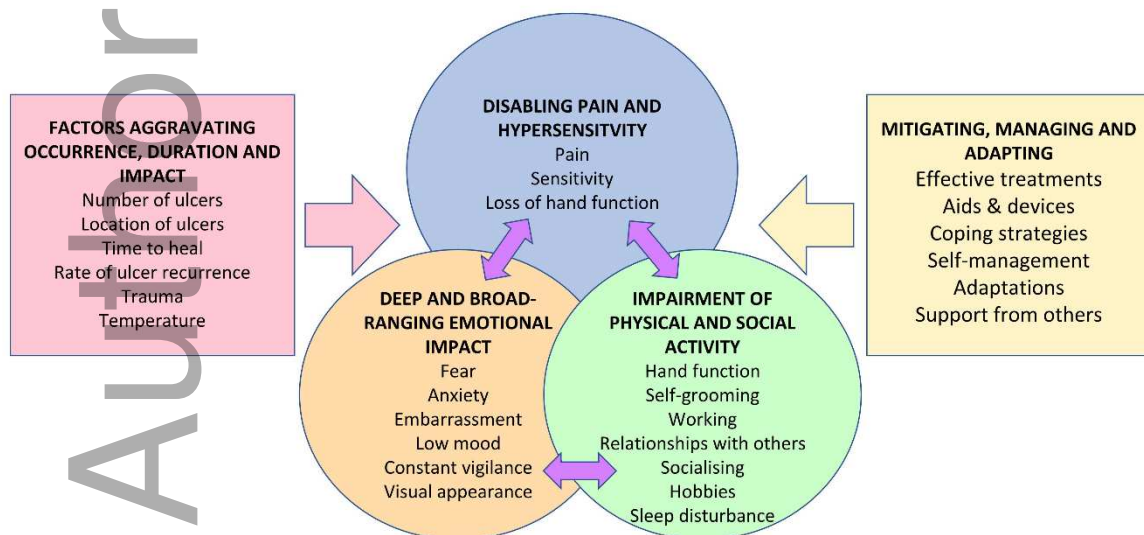 Author
FACTORS AGGRAVATING
OCCURRENCE, DURATION AND
IMPACT
Number of ulcers
Location of ulcers
Time to heal
Rate of ulcer recurrence
Trauma
Temperature
DISABLING PAIN AND
HYPERSENSITVITY
Pain
Sensitivity
Loss of hand function
DEEP AND BROAD-
RANGING EMOTIONAL
IMPACT
Fear
Anxiety
Embarrassment
Low mood
Constant vigilance
Visual appearance
IMPAIRMENT OF
PHYSICAL AND SOCIAL
ACTIVITY
Hand function
Self-grooming
Working
Relationships with others
Socialising
Hobbies
Sleep disturbance
MITIGATING, MANAGING AND
ADAPTING
Effective treatments
Aids & devices
Coping strategies
Self-management
Adaptations
Support from others